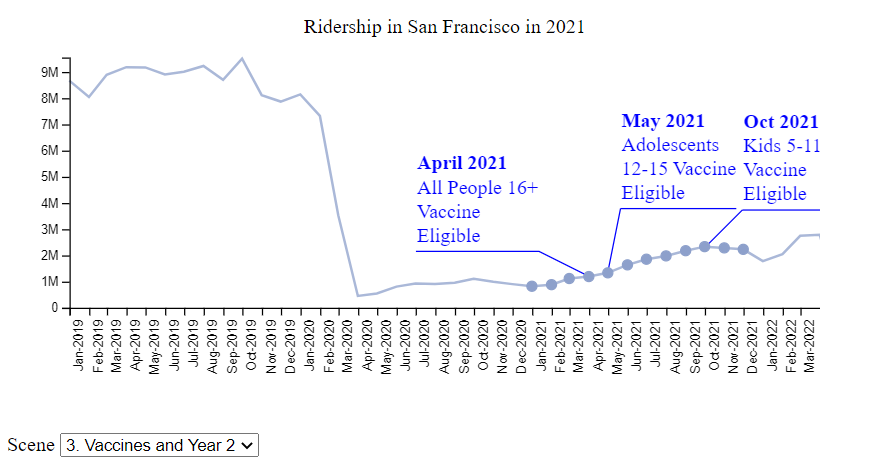 Ridership in San Francisco in 2021
9M
8M
7M
6M
5M
4M
3M
2M
1M
0
April 2021
All People 16+
Vaccine
Eligible
May 2021
Adolescents
12-15 Vaccine
Eligible
Oct 2021
Kids 5-11
Vaccine
Eligible
Jan-2019
Feb-2019
Mar-2019
Apr-2019
May-2019
Jun-2019
Jul-2019
Aug-2019
Sep-2019
Oct-2019
Nov-2019
Dec-2019
Jan-2020
Feb-2020
Mar-2020
Apr-2020
May-2020
Jun-2020
Jul-2020
Aug-2020
Sep-2020
Oct-2020
Nov-2020
Dec-2020
Jan-2021
Feb-2021
Mar-2021
Apr-2021
May-2021
Jun-2021
Jul-2021
Aug-2021
Sep-2021
Oct-2021
Nov-2021
Dec-2021
Jan-2022
Feb-2022
Mar-2022
Scene 3. Vaccines and Year 2